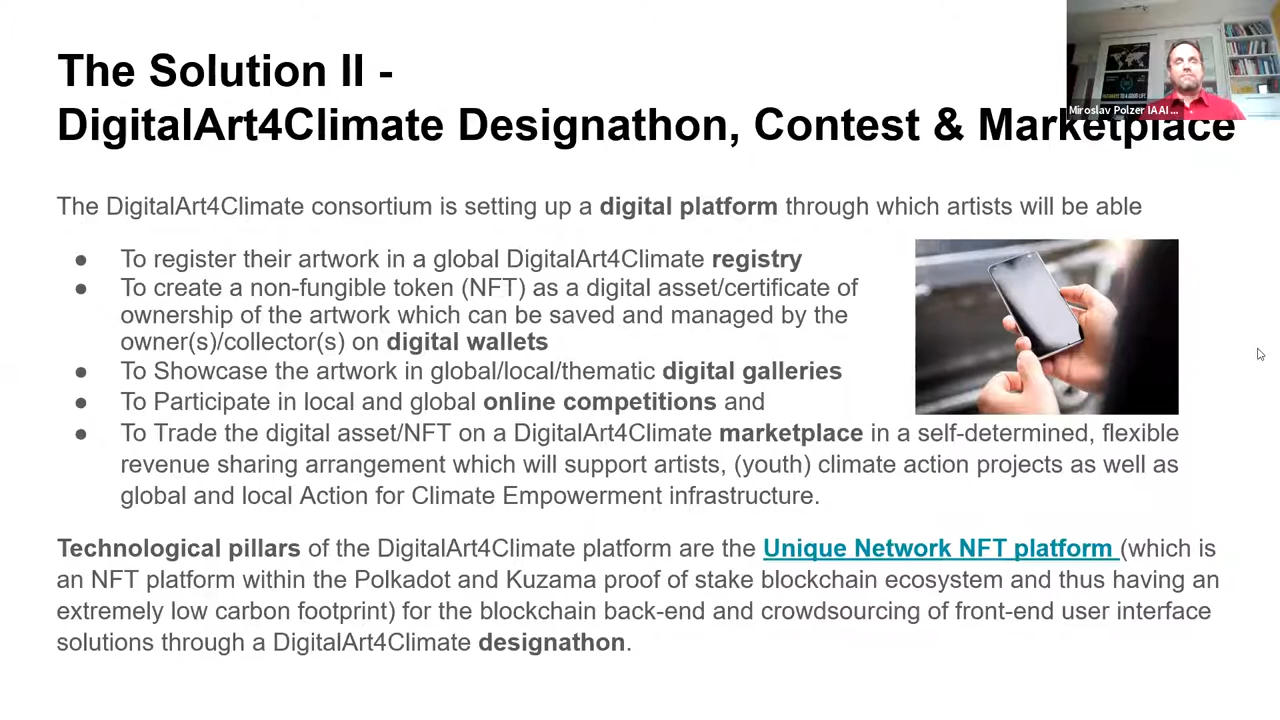 The Solution II -
DigitalArt4Climate Designathon, Contest & Marketplace
Miroslav Polzer IAAI ...
The DigitalArt4Climate consortium is setting up a digital platform through which artists will be able
● To register their artwork in a global DigitalArt4Climate registry
● To create a non-fungible token (NFT) as a digital asset/certificate of
ownership of the artwork which can be saved and managed by the
owner(s)/collector(s) on digital wallets
● To Showcase the artwork in global/local/thematic digital galleries
● To Participate in local and global online competitions and
● To Trade the digital asset/NFT on a DigitalArt4Climate marketplace in a self-determined, flexible
revenue sharing arrangement which will support artists, (youth) climate action projects as well as
global and local Action for Climate Empowerment infrastructure.
Technological pillars of the DigitalArt4Climate platform are the Unique Network NFT platform (which is
an NFT platform within the Polkadot and Kuzama proof of stake blockchain ecosystem and thus having an
extremely low carbon footprint) for the blockchain back-end and crowdsourcing of front-end user interface
solutions through a DigitalArt4Climate designathon.